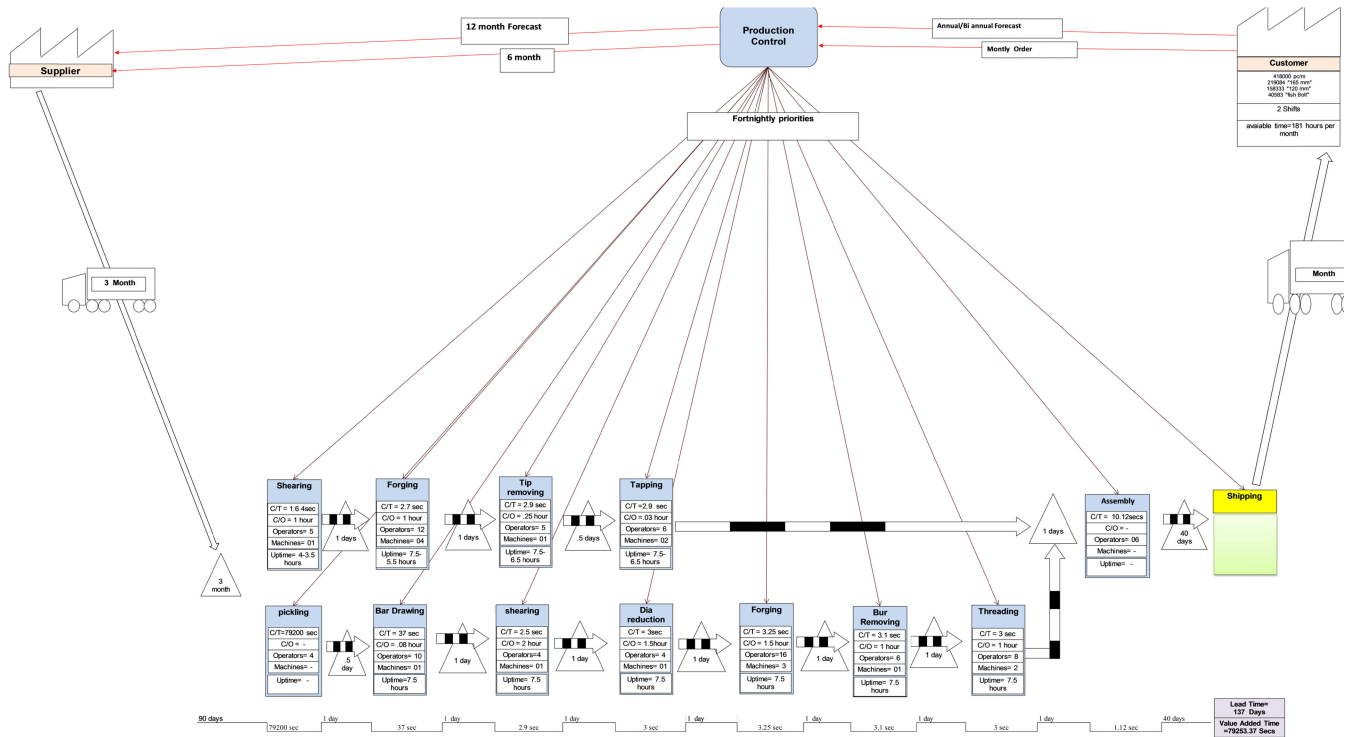 12 month Forecast
6 month
Production
Control
Annual/Bi annual Forecast
Montly Order
Supplier
Customer
418000 pc/m
219084 "165 mm"
158333 "120 mm"
40583 "fish Bolt"
2 Shifts
avaiable time=181 hours per
month
Fortnightly priorities
3 Month
Month
Shearing
C/T = 1.64sec
C/O = 1 hour
Operators= 5
Machines= 01
Uptime= 4-3.5
hours
1 days
Forging
C/T = 2.7 sec
C/O = 1 hour
Operators= 12
Machines= 04
Uptime= 7.5-
5.5 hours
1 days
Tip
removing
C/T = 2.9 sec
C/O = .25 hour
Operators= 5
Machines= 01
Uptime= 7.5-
6.5 hours
.5 days
Tapping
C/T =2.9 sec
C/O =.03 hour
Operators= 6
Machines= 02
Uptime= 7.5-
6.5 hours
1 days
Assembly
C/T = 10.12secs
C/O = -
Operators= 06
Machines= -
Uptime= -
40
days
Shipping
3
month
pickling
C/T=79200 sec
C/O = -
Operators= 4
Machines= -
Uptime= -
.5
day
Bar Drawing
C/T = 37 sec
C/O = .08 hour
Operators= 10
Machines= 01
Uptime=7.5
hours
1 day
shearing
C/T = 2.5 sec
C/O = 2 hour
Operators=4
Machines= 01
Uptime= 7.5
hours
1 day
Dia
reduction
C/T = 3sec
C/O = 1.5hour
Operators= 4
Machines= 01
Uptime= 7.5
hours
1 day
Forging
C/T = 3.25 sec
C/O = 1.5 hour
Operators=16
Machines= 3
Uptime= 7.5
hours
1 day
Bur
Removing
C/T = 3.1 sec
C/O = 1 hour
Operators= 6
Machines= 01
Uptime= 7.5
hours
1 day
Threading
C/T = 3 sec
C/O = 1 hour
Operators= 8
Machines= 2
Uptime= 7.5
hours
90 days
79200 sec
1 day
37 sec
1 day
2.9 sec
1 day
3 sec
1 day
3.25 sec
1 day
3.1 sec
1 day
3 sec
1 day
1.12 sec
40 days
Lead Time=
137 Days
Value Added Time
=79253.37 Secs